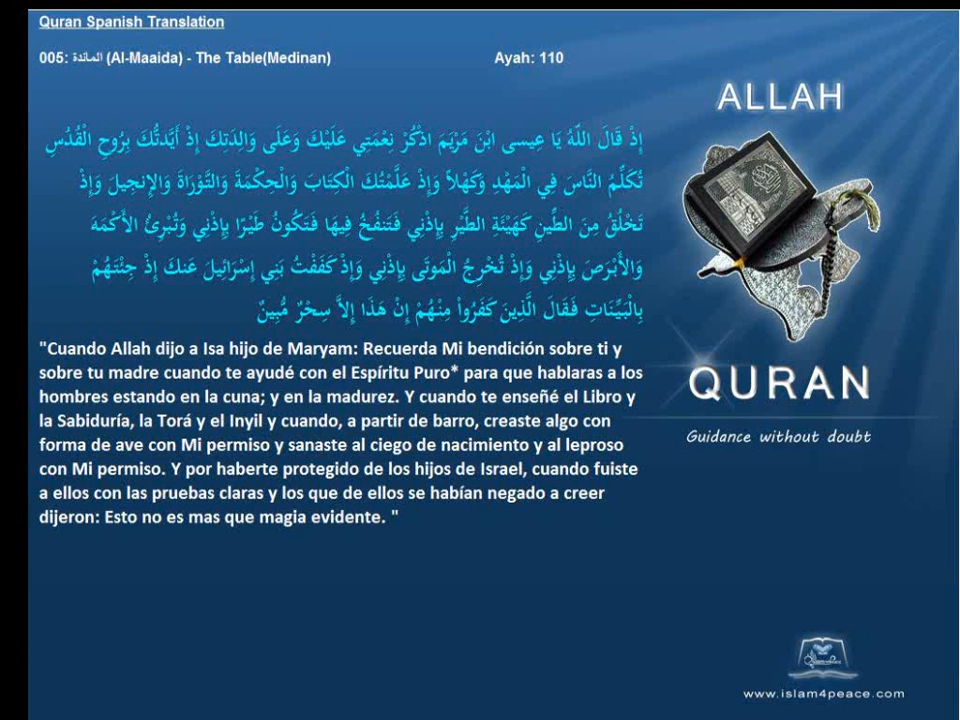 Quran Spanish Translation
005: المائدة (Al-Maaida) - The Table(Medinan) Ayah: 110
إِذْ قَالَ اللّهُ يَا عِيسى ابْنَ مَرْيَمَ اذْكُرْ نِعْمَتِي عَلَيْكَ وَعَلَى وَالِدَتِكَ إِذْ أَيَّدتُّكَ بِرُوحِ الْقُدُسِ
تُكَلِّمُ النَّاسَ فِي الْمَهْدِ وَكَهْلاً وَإِذْ عَلَّمْتُكَ الْكِتَابَ وَالْحِكْمَةَ وَالتَّوْرَاةَ وَالإِنجِيلَ وَإِذْ
تَخْلُقُ مِنَ الطِّينِ كَهَيْئَةِ الطَّيْرِ بِإِذْنِي فَتَنفُخُ فِيهَا فَتَكُونُ طَيْرًا بِإِذْنِي وَتُبْرِئُ الأَكْمَهَ
وَالأَبْرَصَ بِإِذْنِي وَإِذْ تُخْرِجُ الْمَوتَى بِإِذْنِي وَإِذْ كَفَفْتُ بَنِي إِسْرَائِيلَ عَنكَ إِذْ جِئْتَهُمْ
بِالْبَيِّنَاتِ فَقَالَ الَّذِينَ كَفَرُواْ مِنْهُمْ إِنْ هَذَا إِلاَّ سِحْرٌ مُّبِينٌ
"Cuando Allah dijo a Isa hijo de Maryam: Recuerda Mi bendición sobre ti y
sobre tu madre cuando te ayudé con el Espíritu Puro* para que hablaras a los
hombres estando en la cuna; y en la madurez. Y cuando te enseñé el Libro y
la Sabiduría, la Torá y el Inyil y cuando, a partir de barro, creaste algo con
forma de ave con Mi permiso y sanaste al ciego de nacimiento y al leproso
con Mi permiso. Y por haberte protegido de los hijos de Israel, cuando fuiste
a ellos con las pruebas claras y los que de ellos se habían negado a creer
dijeron: Esto no es mas que magia evidente. "
ALLAH
QURAN
Guidance without doubt
www.islam4peace.com